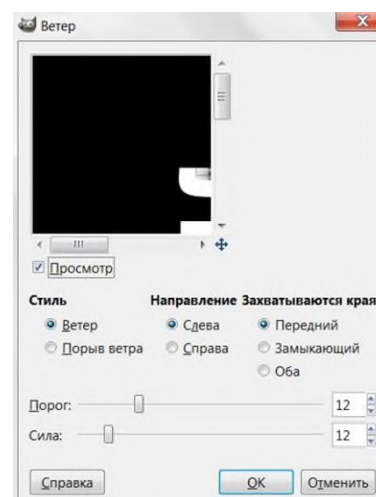 Ветер
Просмотр
Стиль Направление Захватываются края
Ветер Слева Передний
Порыв ветра Справа Замыкающий
Оба
Порог: 12
Сила: 12
Справка OK Отменить